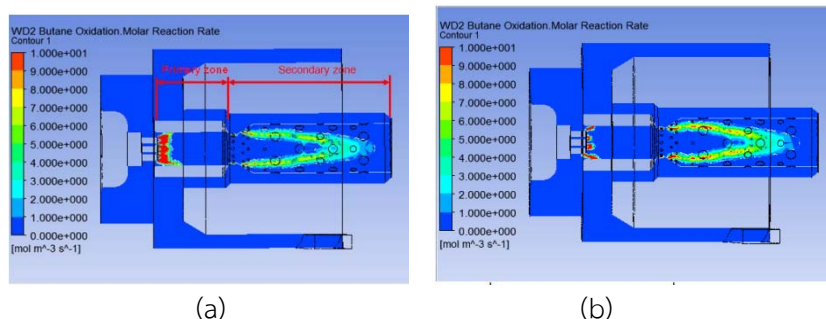 WD2 Butane Oxidation.Molar Reaction Rate
Contour 1
1.000e+001
9.000e+000
8.000e+000
7.000e+000
6.000e+000
5.000e+000
4.000e+000
3.000e+000
2.000e+000
1.000e+000
0.000e+000
[mol m^-3 s^-1]
Primary zone
Secondary zone
(a)
WD2 Butane Oxidation.Molar Reaction Rate
Contour 1
1.000e+001
9.000e+000
8.000e+000
7.000e+000
6.000e+000
5.000e+000
4.000e+000
3.000e+000
2.000e+000
1.000e+000
0.000e+000
[mol m^-3 s^-1]
(b)